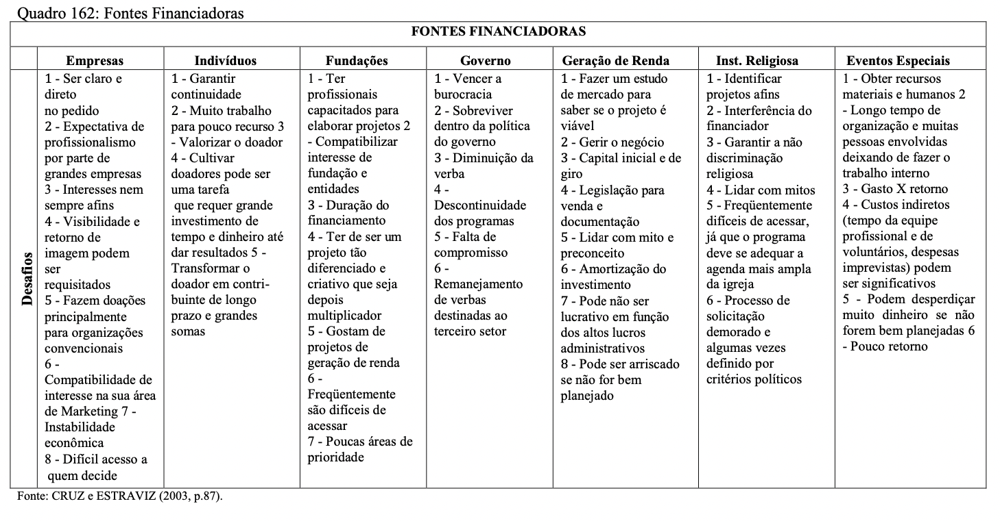 Quadro 162: Fontes Financiadoras
FONTES FINANCIADORAS
Empresas
Indivíduos
Fundações
Governo
Geração de Renda
Inst. Religiosa
Eventos Especiais
Desafios
1 - Ser claro e
direto
no pedido
2 - Expectativa de
profissionalismo
por parte de
grandes empresas
3 - Interesses nem
sempre afins
4 - Visibilidade e
retorno de
imagem podem
ser
requisitados
5 - Fazem doações
principalmente
para organizações
convencionais
6 -
Compatibilidade de
interesse na sua área
de Marketing 7 -
Instabilidade
econômica
8 - Difícil acesso a
quem decide
1 - Garantir
continuidade
2 - Muito trabalho
para pouco recurso 3
- Valorizar o doador
4 - Cultivar
doadores pode ser
uma tarefa
que requer grande
investimento de
tempo e dinheiro até
dar resultados 5 -
Transformar o
doador em contri-
buinte de longo
prazo e grandes
somas
1 - Ter
profissionais
capacitados para
elaborar projetos 2
- Compatibilizar
interesse de
fundação e
entidades
3 - Duração do
financiamento
4 - Ter de ser um
projeto tão
diferenciado e
criativo que seja
depois
multiplicador
5 - Gostam de
projetos de
geração de renda
6 -
Freqüentemente
são difíceis de
acessar
7 - Poucas áreas de
prioridade
1 - Vencer a
burocracia
2 - Sobreviver
dentro da política
do governo
3 - Diminuição da
verba
4 -
Descontinuidade
dos programas
5 - Falta de
compromisso
6 -
Remanejamento
de verbas
destinadas ao
terceiro setor
1 - Fazer um estudo
de mercado para
saber se o projeto é
viável
2 - Gerir o negócio
3 - Capital inicial e de
giro
4 - Legislação para
venda e
documentação
5 - Lidar com mito e
preconceito
6 - Amortização do
investimento
7 - Pode não ser
lucrativo em função
dos altos lucros
administrativos
8 - Pode ser arriscado
se não for bem
planejado
1 - Identificar
projetos afins
2 - Interferência do
financiador
3 - Garantir a não
discriminação
religiosa
4 - Lidar com mitos
5 - Freqüentemente
difíceis de acessar,
já que o programa
deve se adequar a
agenda mais ampla
da igreja
6 - Processo de
solicitação
demorado e
algumas vezes
definido por
critérios políticos
1 - Obter recursos
materiais e humanos 2
- Longo tempo de
organização e muitas
pessoas envolvidas
deixando de fazer o
trabalho interno
3 - Gasto X retorno
4 - Custos indiretos
(tempo da equipe
profissional e de
voluntários, despesas
imprevistas) podem
ser significativos
5 - Podem desperdiçar
muito dinheiro se não
forem bem planejadas 6
- Pouco retorno
Fonte: CRUZ e ESTRAVIZ (2003, p.87).